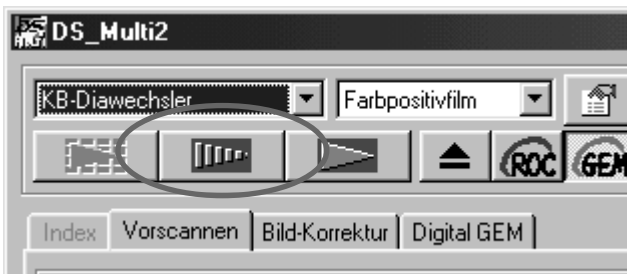 DS_Multi2
KB-Diawechsler Farbpositivfilm
ROC GEM
Index Vorscannen Bild-Korrektur Digital GEM